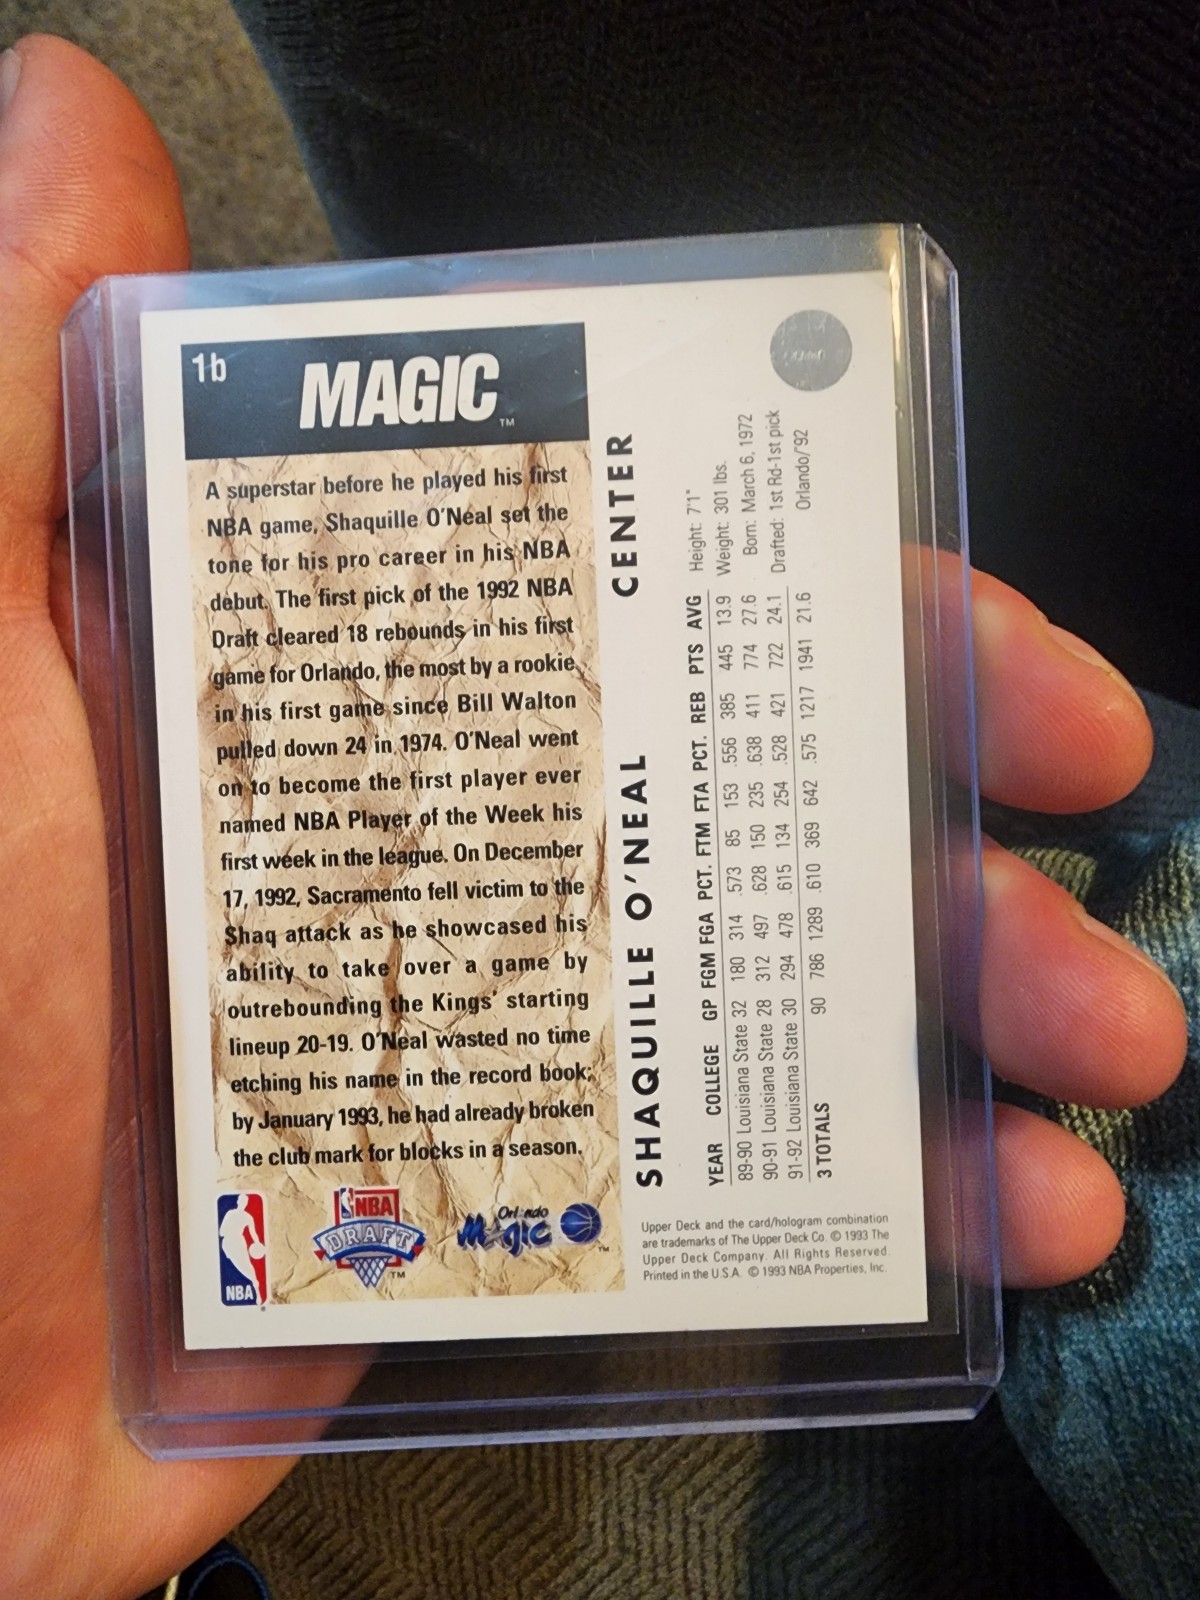 1b
MAGIC
TM
A superstar before he played his first
NBA game, Shaquille O'Neal set the
tone for his pro career in his NBA
debut. The first pick of the 1992 NBA
Draft cleared 18 rebounds in his first
game for Orlando, the most by a rookie
in his first game since Bill Walton
pulled down 24 in 1974. O'Neal went
on to become the first player ever
named NBA Player of the Week his
first week in the league. On December
17, 1992, Sacramento fell victim to the
Shaq attack as he showcased his
ability to take over a game by
outrebounding the Kings' starting
lineup 20-19. O'Neal wasted no time
etching his name in the record book;
by January 1993, he had already broken
the club mark for blocks in a season.
NBA
NBA
DRAFT
TM
Orlando
Magic
TM
SHAQUILLE O'NEAL CENTER
YEAR COLLEGE GP FGM FGA PCT. FTM FTA PCT. REB PTS AVG
89-90 Louisiana State 32 180 314 .573 85 153 .556 385 445 13.9
90-91 Louisiana State 28 312 497 .628 150 235 .638 411 774 27.6
91-92 Louisiana State 30 294 478 .615 134 254 .528 421 722 24.1
3 TOTALS 90 786 1289 .610 369 642 .575 1217 1941 21.6
Height: 7'1"
Weight: 301 lbs.
Born: March 6, 1972
Drafted: 1st Rd-1st pick
Orlando/'92
Upper Deck and the card/hologram combination
are trademarks of The Upper Deck Co. © 1993 The
Upper Deck Company. All Rights Reserved.
Printed in the U.S.A. © 1993 NBA Properties, Inc.